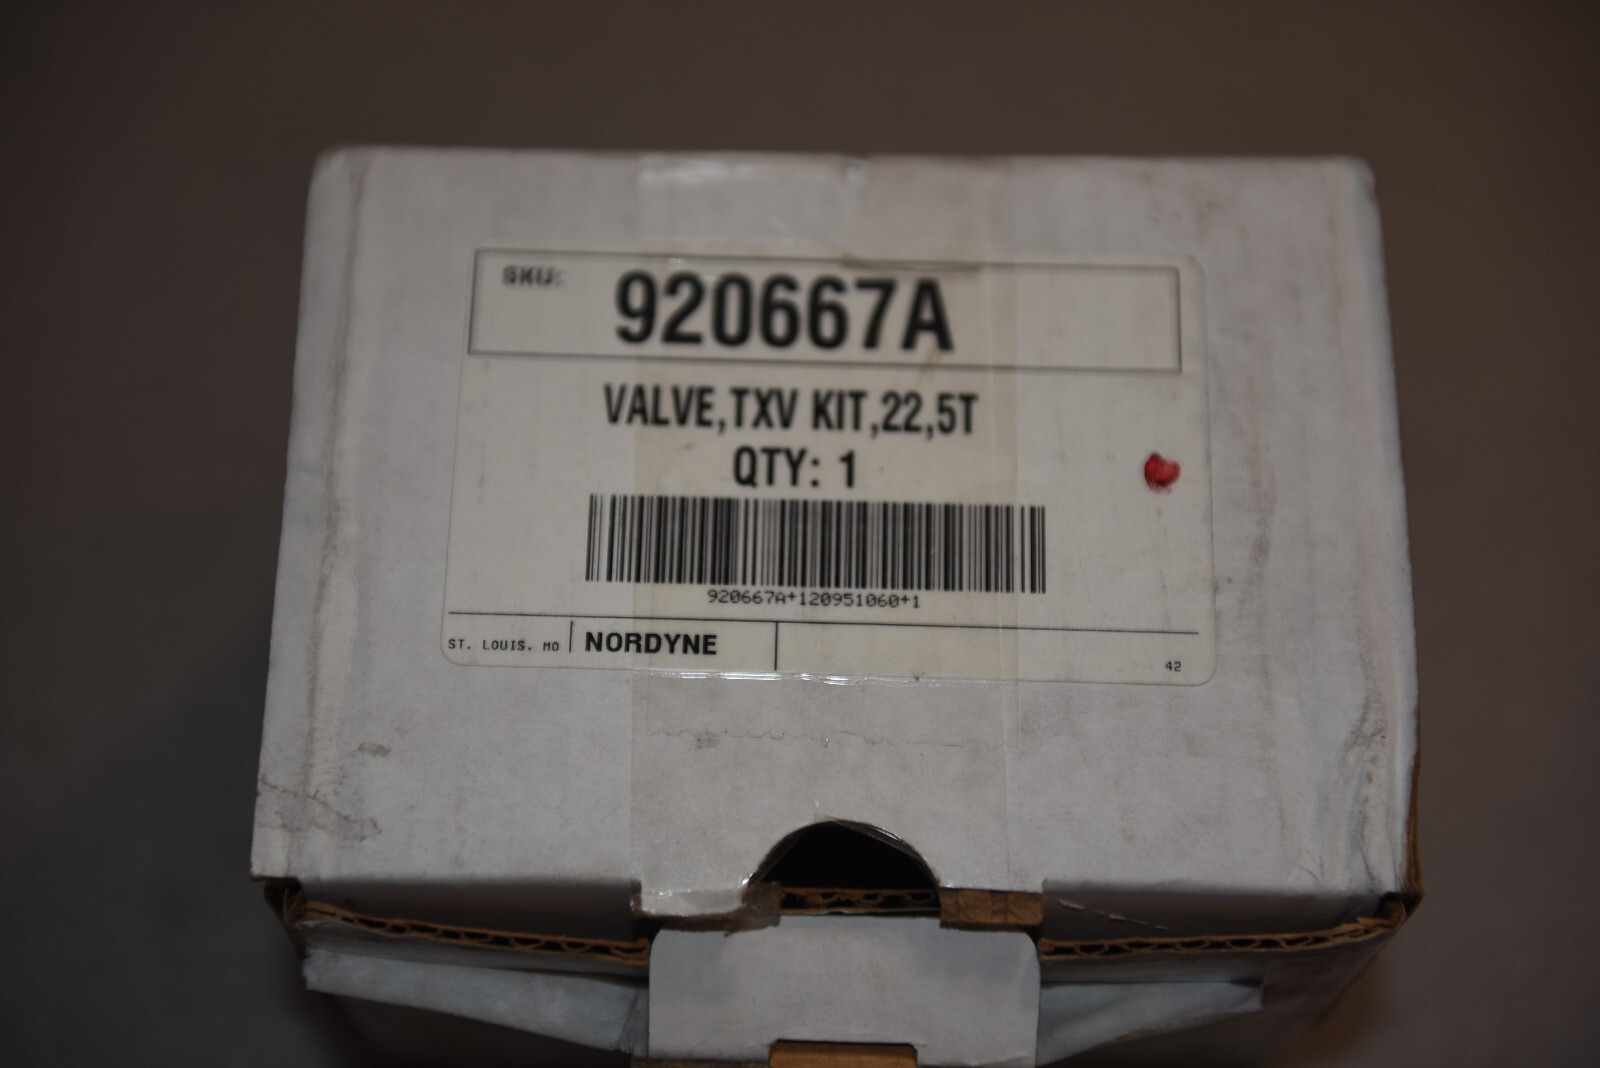 SKU: 920667A
VALVE,TXV KIT,22,5T
QTY: 1
920667A+120951060+1
ST. LOUIS, MO NORDYNE
42